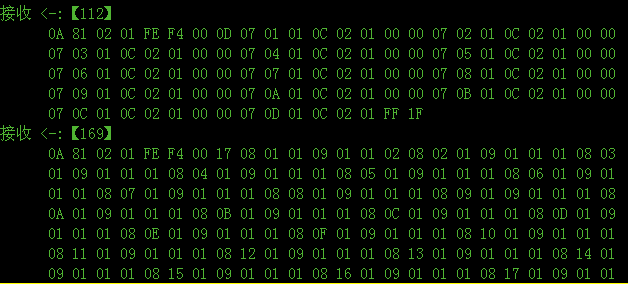 接收 <-:【112】
0A 81 02 01 FE F4 00 0D 07 01 01 0C 02 01 00 00 07 02 01 0C 02 01 00 00
07 03 01 0C 02 01 00 00 07 04 01 0C 02 01 00 00 07 05 01 0C 02 01 00 00
07 06 01 0C 02 01 00 00 07 07 01 0C 02 01 00 00 07 08 01 0C 02 01 00 00
07 09 01 0C 02 01 00 00 07 0A 01 0C 02 01 00 00 07 0B 01 0C 02 01 00 00
07 0C 01 0C 02 01 00 00 07 0D 01 0C 02 01 FF 1F
接收 <-:【169】
0A 81 02 01 FE F4 00 17 08 01 01 09 01 01 02 08 02 01 09 01 01 01 08 03
01 09 01 01 01 08 04 01 09 01 01 01 08 05 01 09 01 01 01 08 06 01 09 01
01 01 08 07 01 09 01 01 01 08 08 01 09 01 01 01 08 09 01 09 01 01 01 08
0A 01 09 01 01 01 08 0B 01 09 01 01 01 08 0C 01 09 01 01 01 08 0D 01 09
01 01 01 08 0E 01 09 01 01 01 08 0F 01 09 01 01 01 08 10 01 09 01 01 01
08 11 01 09 01 01 01 08 12 01 09 01 01 01 08 13 01 09 01 01 01 08 14 01
09 01 01 01 08 15 01 09 01 01 01 08 16 01 09 01 01 01 08 17 01 09 01 01